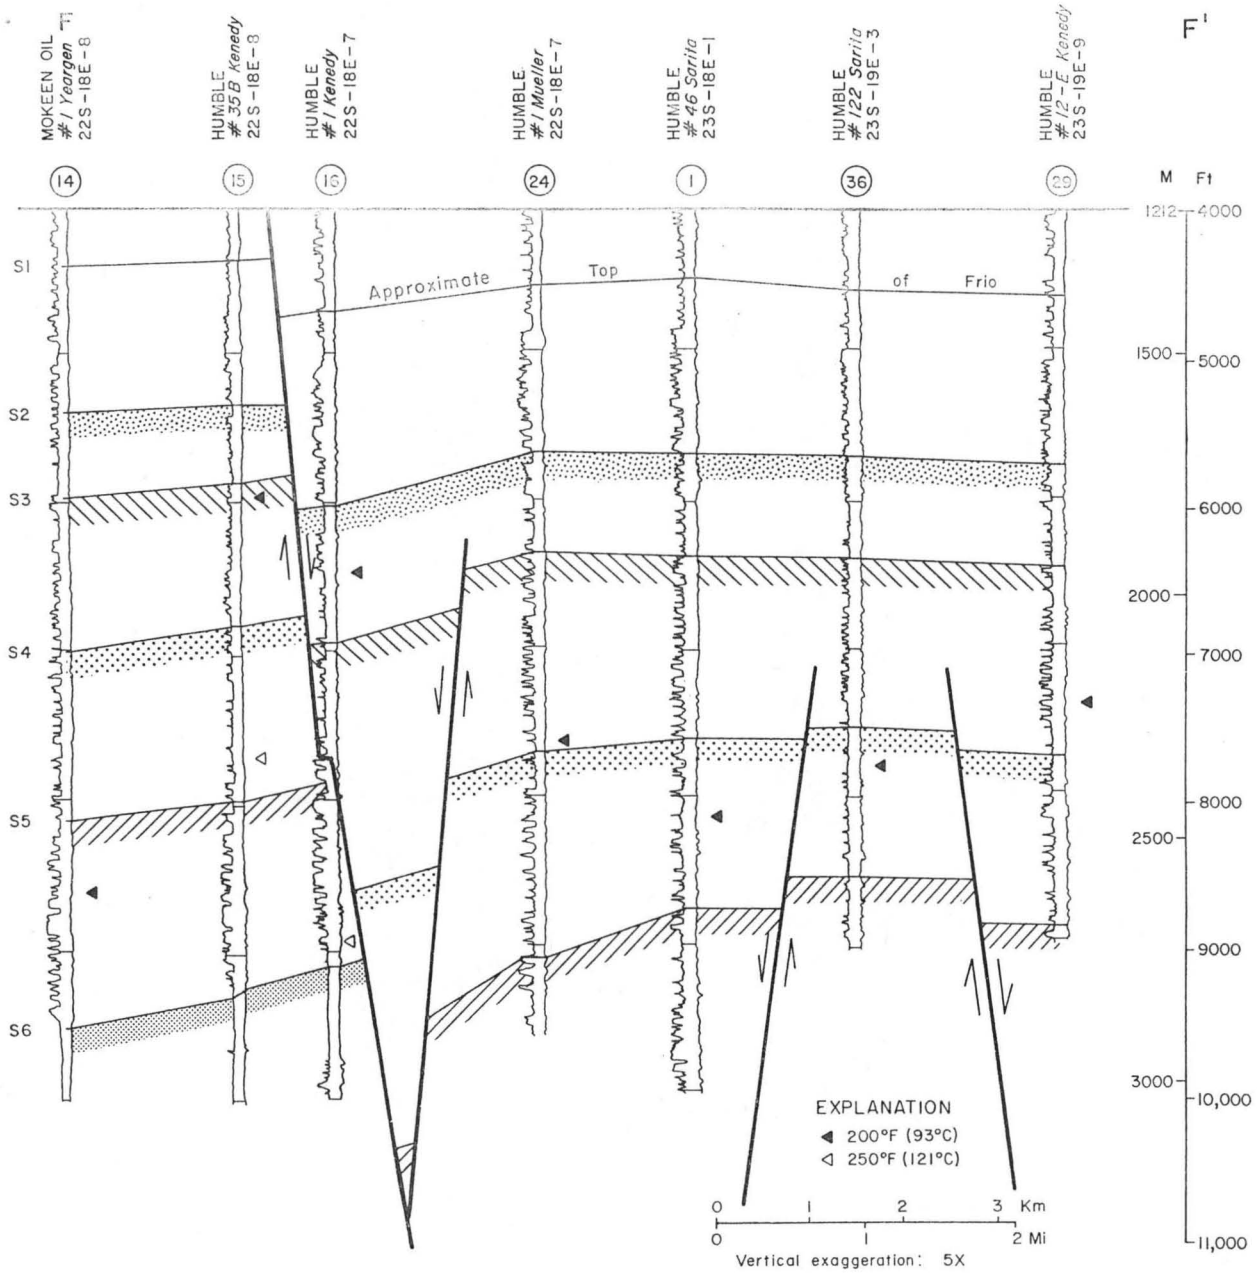 F
MOKEEN OIL
#1 Yeargen
22S-18E-8
HUMBLE
#35B Kenedy
22S-18E-8
HUMBLE
#1 Kenedy
22S-18E-7
HUMBLE
#1 Mueller
22S-18E-7
HUMBLE
#46 Sarita
23S-18E-1
HUMBLE
#122 Sarita
23S-19E-3
HUMBLE
#12-E Kenedy
23S-19E-9
F'
14
15
16
24
1
36
29
M Ft
1212 4000
S1
Approximate Top of Frio
1500 5000
S2
S3
6000
2000
S4
7000
S5
8000
2500
9000
S6
3000
10,000
EXPLANATION
◀ 200°F (93°C)
◁ 250°F (121°C)
0 1 2 3 Km
0 1 2 Mi
11,000
Vertical exaggeration: 5X